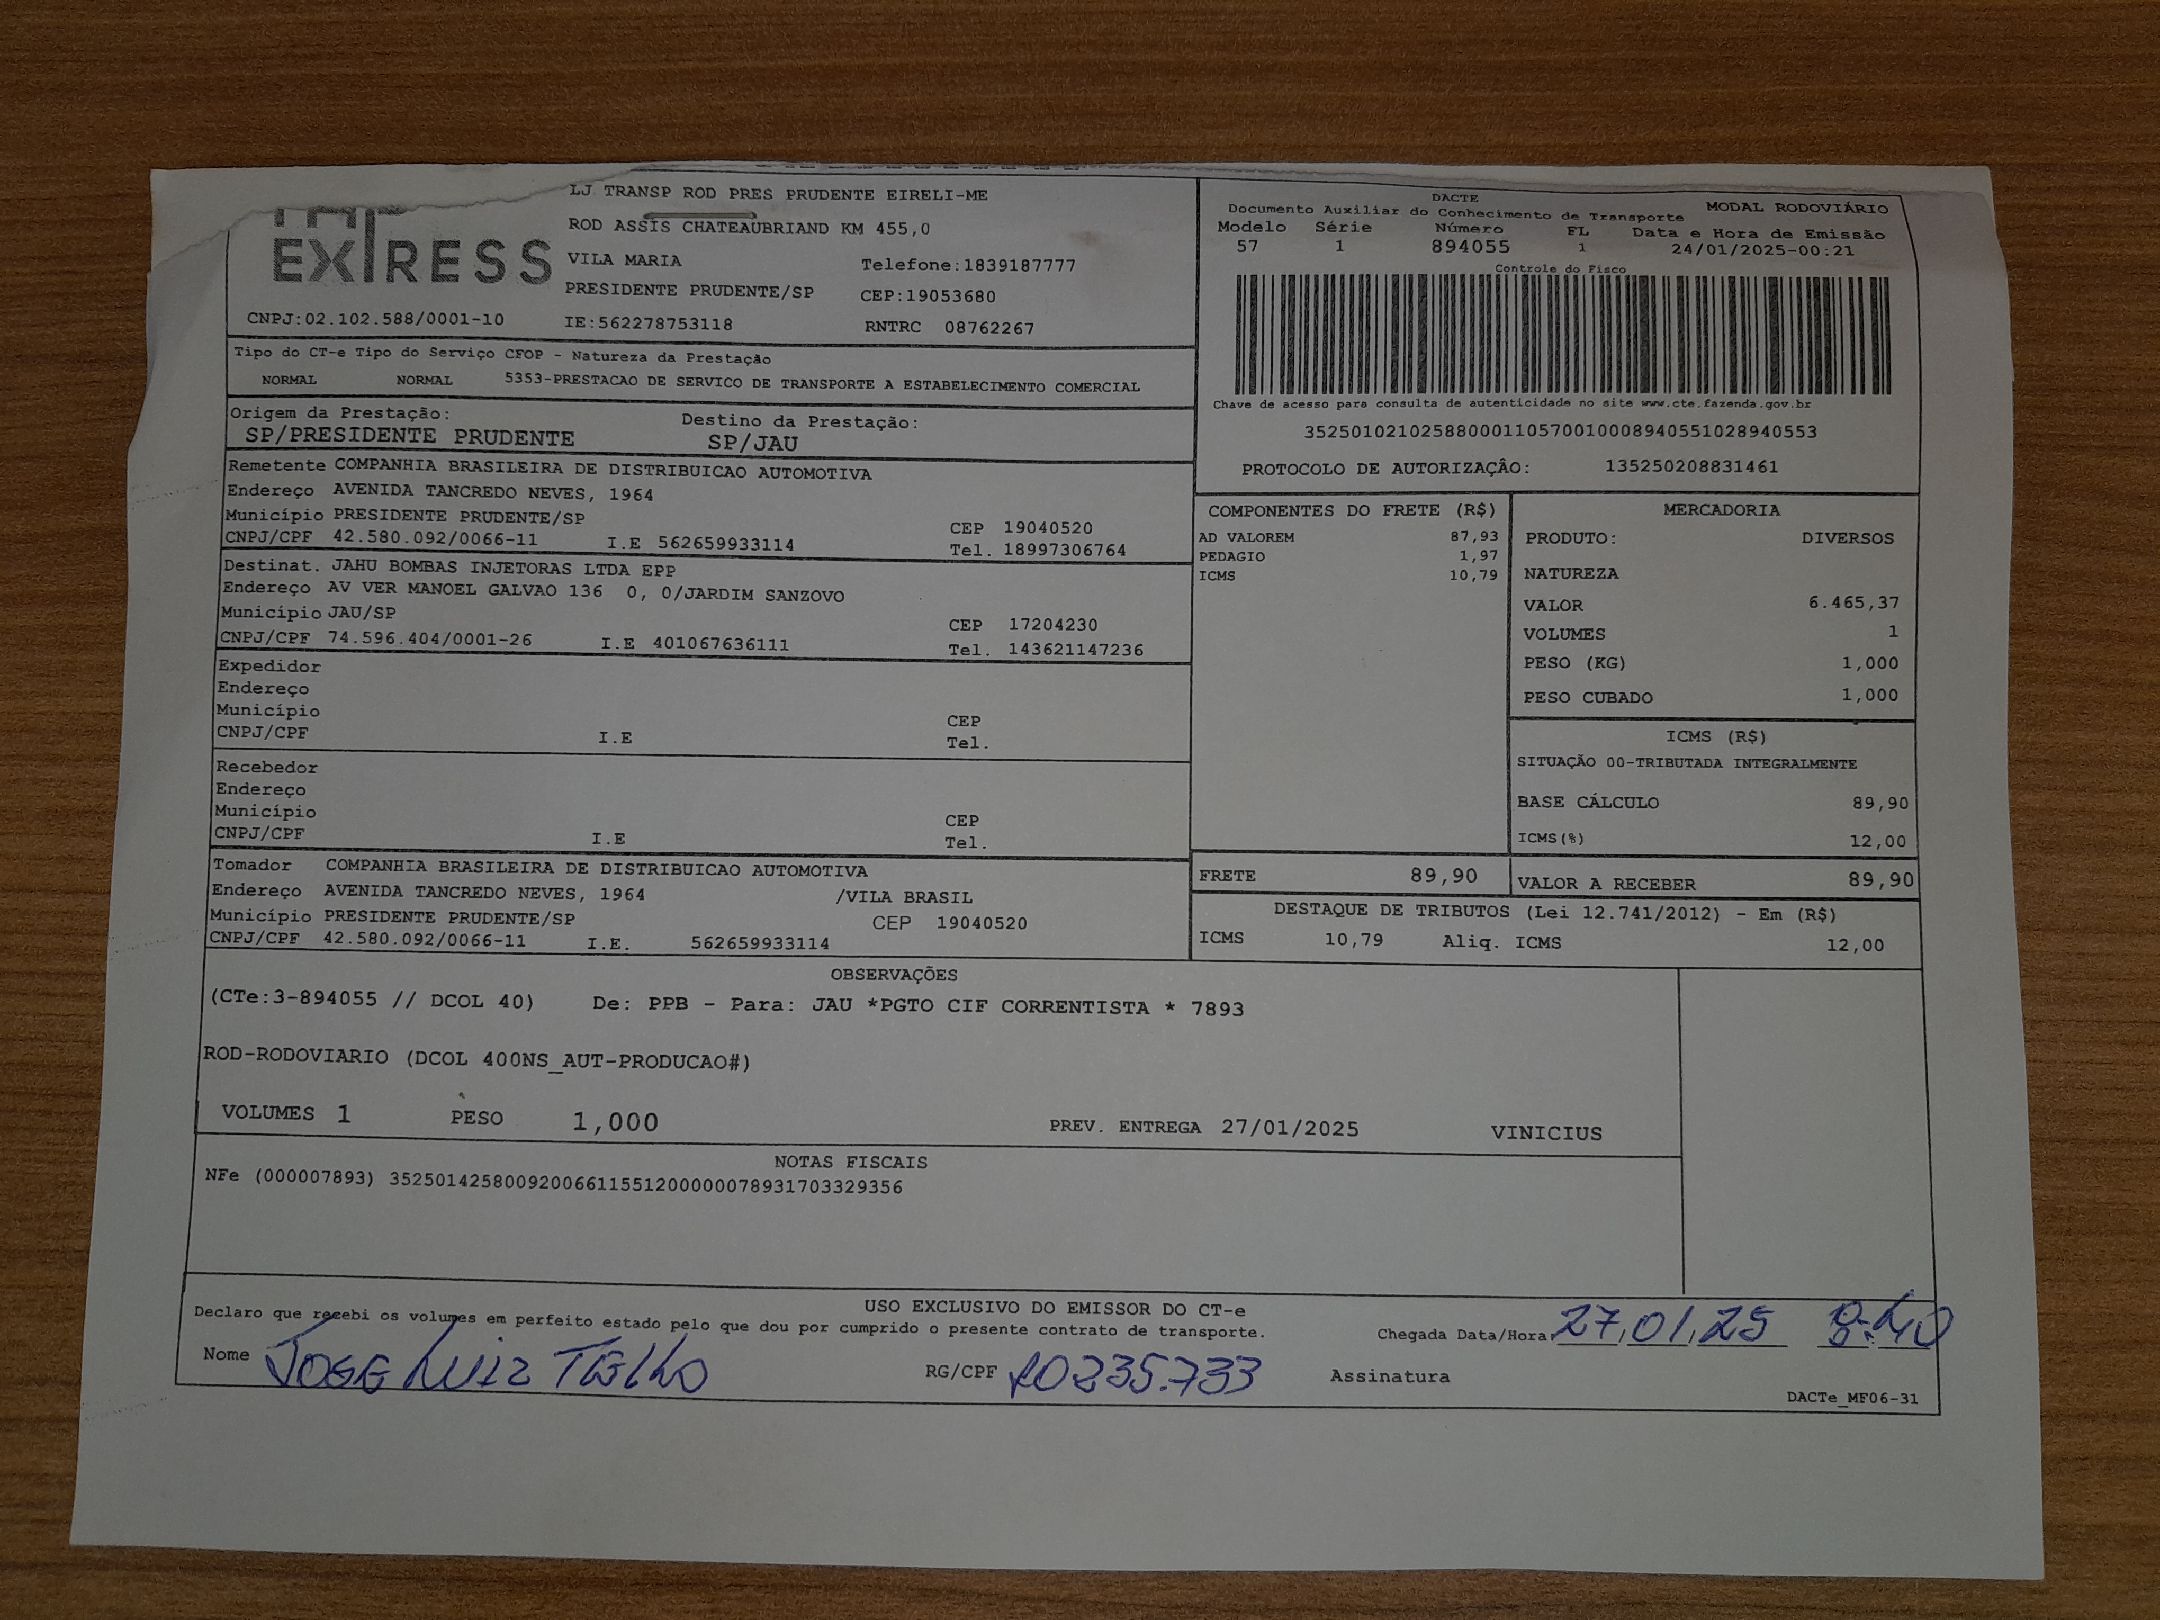 EXPRESS
LJ TRANSP ROD PRES PRUDENTE EIRELI-ME
ROD ASSIS CHATEAUBRIAND KM 455,0
VILA MARIA Telefone:1839187777
PRESIDENTE PRUDENTE/SP CEP:19053680
CNPJ:02.102.588/0001-10 IE:562278753118 RNTRC 08762267
DACTE
Documento Auxiliar do Conhecimento de Transporte MODAL RODOVIÁRIO
Modelo Série Número FL Data e Hora de Emissão
57 1 894055 1 24/01/2025-00:21
Controle do Fisco
Chave de acesso para consulta de autenticidade no site www.cte.fazenda.gov.br
35250102102588000110570010008940551028940553
PROTOCOLO DE AUTORIZAÇÃO: 135250208831461
Tipo do CT-e Tipo do Serviço CFOP - Natureza da Prestação
NORMAL NORMAL 5353-PRESTACAO DE SERVICO DE TRANSPORTE A ESTABELECIMENTO COMERCIAL
Origem da Prestação: Destino da Prestação:
SP/PRESIDENTE PRUDENTE SP/JAU
Remetente COMPANHIA BRASILEIRA DE DISTRIBUICAO AUTOMOTIVA
Endereço AVENIDA TANCREDO NEVES, 1964
Município PRESIDENTE PRUDENTE/SP CEP 19040520
CNPJ/CPF 42.580.092/0066-11 I.E 562659933114 Tel. 18997306764
Destinat. JAHU BOMBAS INJETORAS LTDA EPP
Endereço AV VER MANOEL GALVAO 136 0, 0/JARDIM SANZOVO
Município JAU/SP CEP 17204230
CNPJ/CPF 74.596.404/0001-26 I.E 401067636111 Tel. 143621147236
Expedidor
Endereço
Município CEP
CNPJ/CPF I.E Tel.
Recebedor
Endereço
Município CEP
CNPJ/CPF I.E Tel.
Tomador COMPANHIA BRASILEIRA DE DISTRIBUICAO AUTOMOTIVA
Endereço AVENIDA TANCREDO NEVES, 1964 /VILA BRASIL
Município PRESIDENTE PRUDENTE/SP CEP 19040520
CNPJ/CPF 42.580.092/0066-11 I.E. 562659933114
COMPONENTES DO FRETE (R$)
AD VALOREM 87,93
PEDAGIO 1,97
ICMS 10,79
MERCADORIA
PRODUTO: DIVERSOS
NATUREZA
VALOR 6.465,37
VOLUMES 1
PESO (KG) 1,000
PESO CUBADO 1,000
ICMS (R$)
SITUAÇÃO 00-TRIBUTADA INTEGRALMENTE
BASE CÁLCULO 89,90
ICMS(%) 12,00
FRETE 89,90 VALOR A RECEBER 89,90
DESTAQUE DE TRIBUTOS (Lei 12.741/2012) - Em (R$)
ICMS 10,79 Aliq. ICMS 12,00
OBSERVAÇÕES
(CTe:3-894055 // DCOL 40) De: PPB - Para: JAU *PGTO CIF CORRENTISTA * 7893
ROD-RODOVIARIO (DCOL 400NS_AUT-PRODUCAO#)
VOLUMES 1 PESO 1,000 PREV. ENTREGA 27/01/2025 VINICIUS
NOTAS FISCAIS
NFe (000007893) 35250142580092006611551200000078931703329356
USO EXCLUSIVO DO EMISSOR DO CT-e
Declaro que recebi os volumes em perfeito estado pelo que dou por cumprido o presente contrato de transporte.
Chegada Data/Hora 27,01,25 8:40
Nome JOSE LUIZ TELHO RG/CPF 10235.733 Assinatura
DACTe_MF06-31